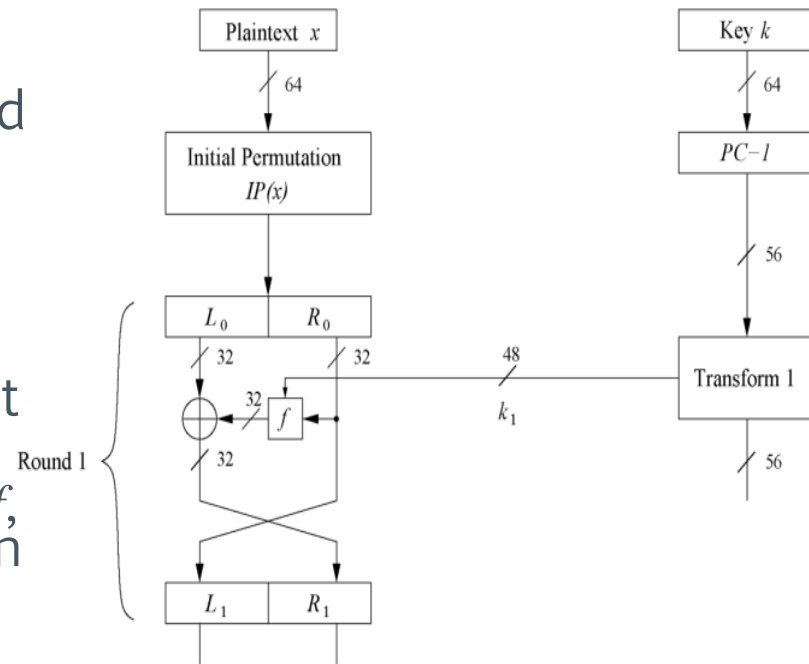 d
t
f,
n
Plaintext x
64
Initial Permutation
IP(x)
L0 R0
32 32
32 f
32
Round 1
L1 R1
Key k
64
PC-1
56
48
k1
Transform 1
56